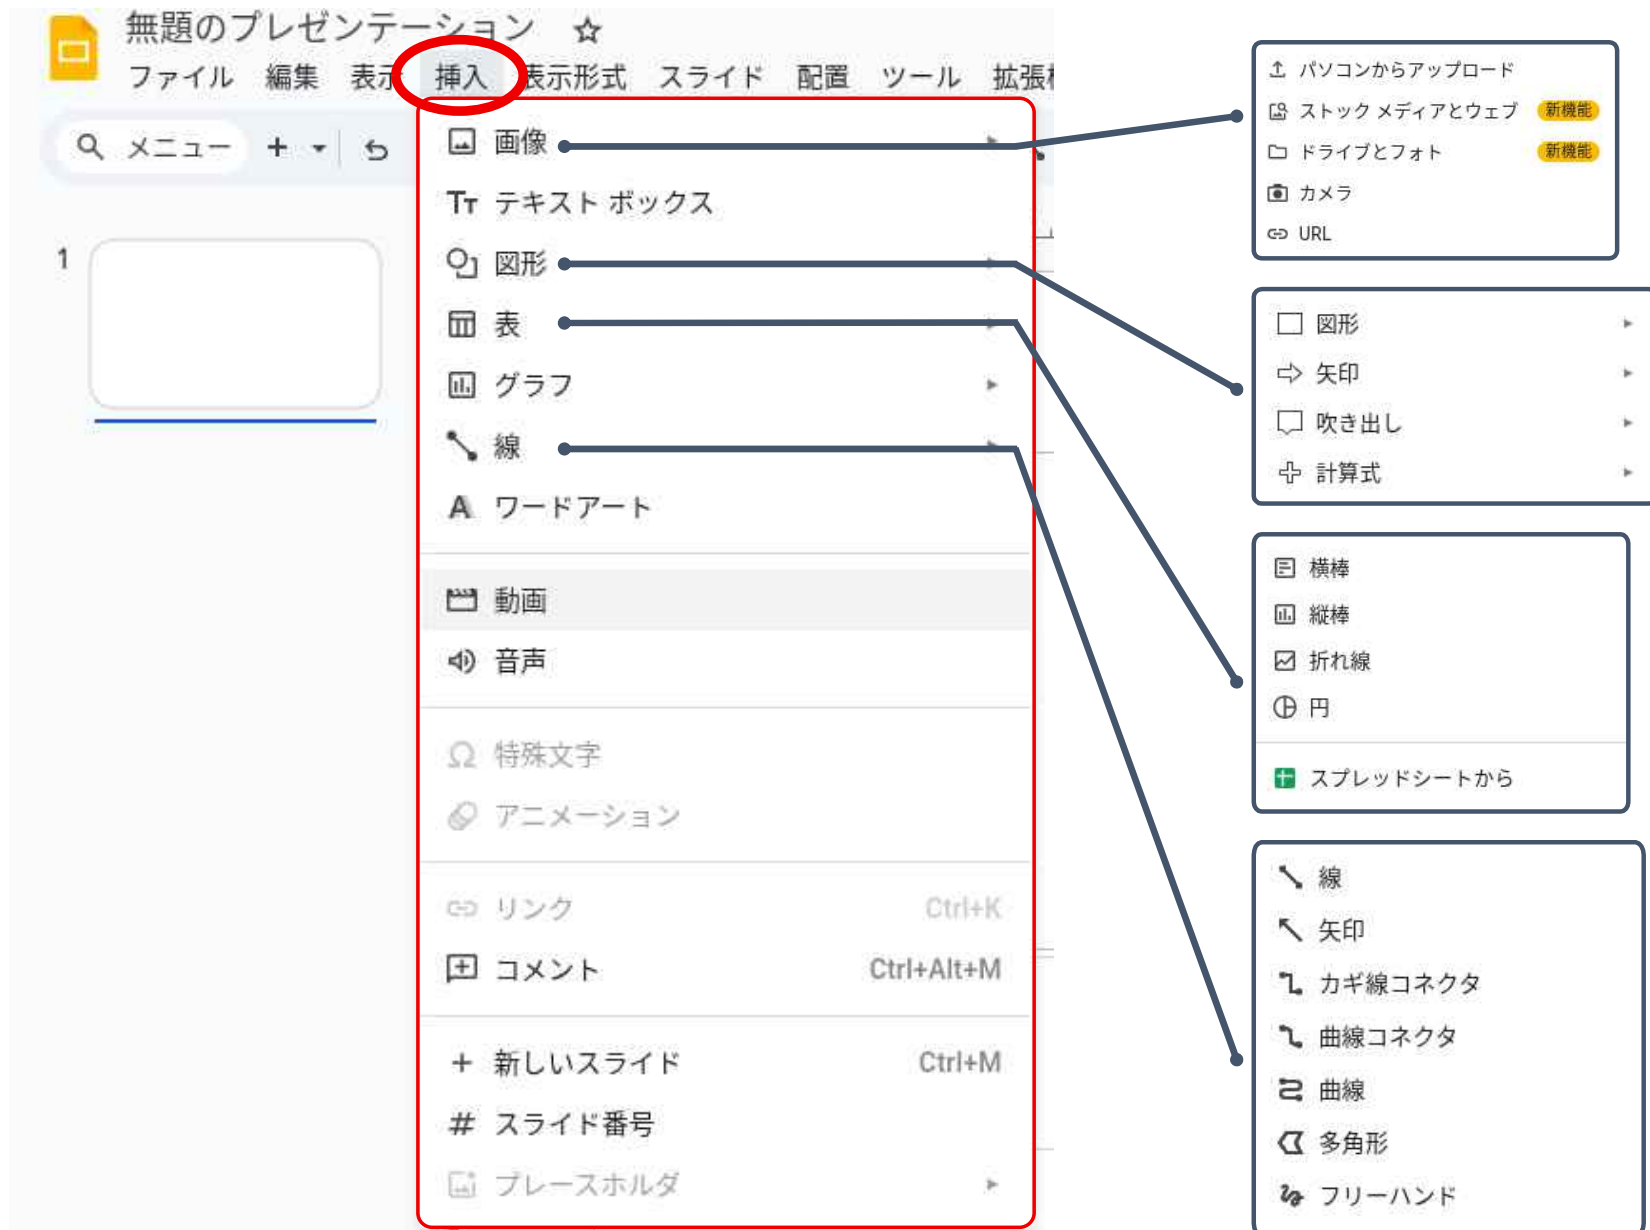 無題のプレゼンテーション
ファイル 編集 表示 挿入 表示形式 スライド 配置 ツール 拡張
メニュー
1
画像
テキスト ボックス
図形
表
グラフ
線
ワードアート
動画
音声
特殊文字
アニメーション
リンク Ctrl+K
コメント Ctrl+Alt+M
新しいスライド Ctrl+M
スライド番号
プレースホルダ
パソコンからアップロード
ストック メディアとウェブ 新機能
ドライブとフォト 新機能
カメラ
URL
図形
矢印
吹き出し
計算式
横棒
縦棒
折れ線
円
スプレッドシートから
線
矢印
カギ線コネクタ
曲線コネクタ
曲線
多角形
フリーハンド